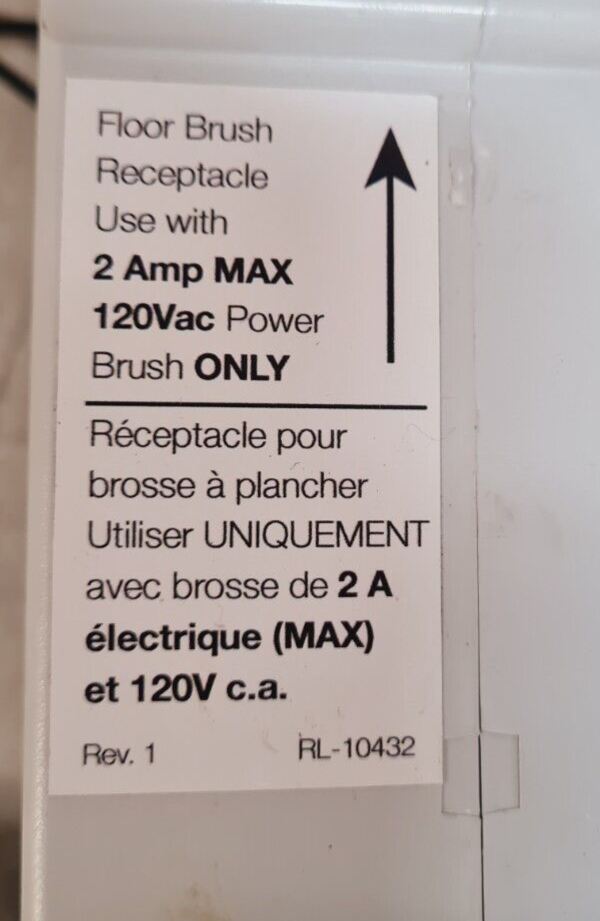 Floor Brush
Receptacle
Use with
2 Amp MAX
120Vac Power
Brush ONLY
Réceptacle pour
brosse à plancher
Utiliser UNIQUEMENT
avec brosse de 2 A
électrique (MAX)
et 120V c.a.
Rev. 1 RL-10432